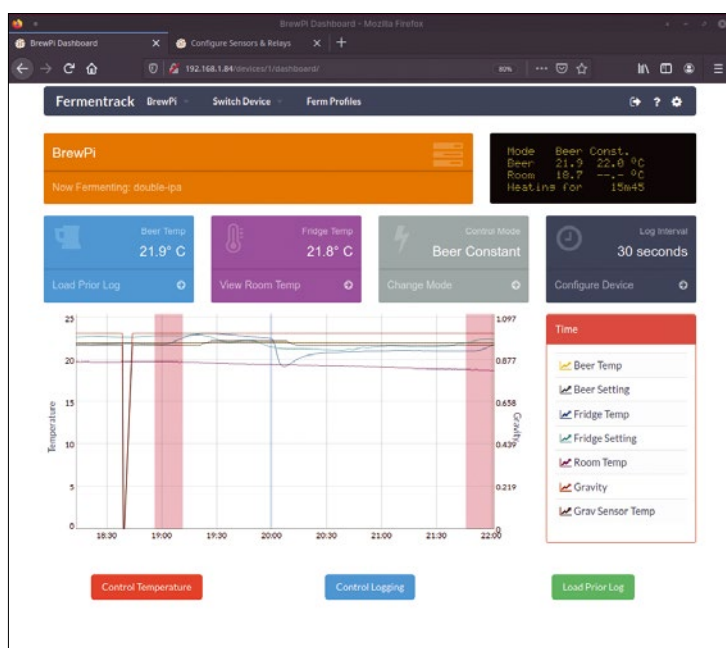 BrewPi Dashboard - Mozilla Firefox
BrewPi Dashboard
Configure Sensors & Relays
192.168.1.84/devices/1/dashboard/
80%
Fermentrack BrewPi Switch Device Ferm Profiles
BrewPi
Now Fermenting: double-ipa
Mode Beer Const.
Beer 21.9 22.0 ºC
Room 18.7 --.- ºC
Heating for 15m45
Beer Temp
21.9° C
Load Prior Log
Fridge Temp
21.8° C
View Room Temp
Control Mode
Beer Constant
Change Mode
Log Interval
30 seconds
Configure Device
Temperature
25
20
15
10
5
0
18:30 19:00 19:30 20:00 20:30 21:00 21:30 22:00
1.097
0.877
0.658
0.439
0.219
0
Gravity
Time
Beer Temp
Beer Setting
Fridge Temp
Fridge Setting
Room Temp
Gravity
Grav Sensor Temp
Control Temperature
Control Logging
Load Prior Log